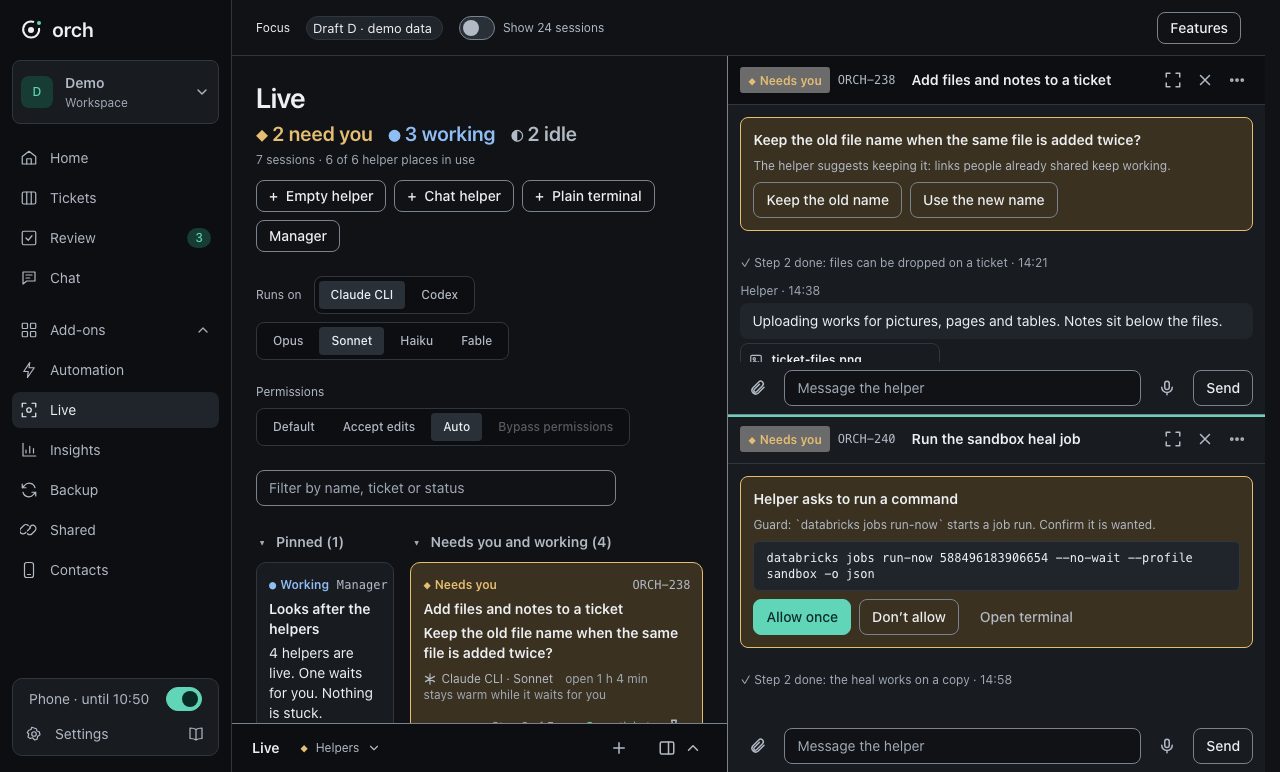 orch
D
Demo
Workspace
Home
Tickets
Review
3
Chat
Add-ons
Automation
Live
Insights
Backup
Shared
Contacts
Phone · until 10:50
Settings
Focus
Draft D · demo data
Show 24 sessions
Features
Live
2 need you
3 working
2 idle
7 sessions · 6 of 6 helper places in use
+ Empty helper
+ Chat helper
+ Plain terminal
Manager
Runs on
Claude CLI
Codex
Opus
Sonnet
Haiku
Fable
Permissions
Default
Accept edits
Auto
Bypass permissions
Filter by name, ticket or status
Pinned (1)
Working Manager
Looks after the
helpers
4 helpers are
live. One waits
for you. Nothing
is stuck.
Needs you and working (4)
Needs you
ORCH-238
Add files and notes to a ticket
Keep the old file name when the same
file is added twice?
Claude CLI · Sonnet open 1 h 4 min
stays warm while it waits for you
Live
Helpers
Needs you
ORCH-238
Add files and notes to a ticket
Keep the old file name when the same file is added twice?
The helper suggests keeping it: links people already shared keep working.
Keep the old name
Use the new name
✓ Step 2 done: files can be dropped on a ticket · 14:21
Helper · 14:38
Uploading works for pictures, pages and tables. Notes sit below the files.
ticket-files.png
Message the helper
Send
Needs you
ORCH-240
Run the sandbox heal job
Helper asks to run a command
Guard: `databricks jobs run-now` starts a job run. Confirm it is wanted.
databricks jobs run-now 588496183906654 --no-wait --profile
sandbox -o json
Allow once
Don't allow
Open terminal
✓ Step 2 done: the heal works on a copy · 14:58
Message the helper
Send